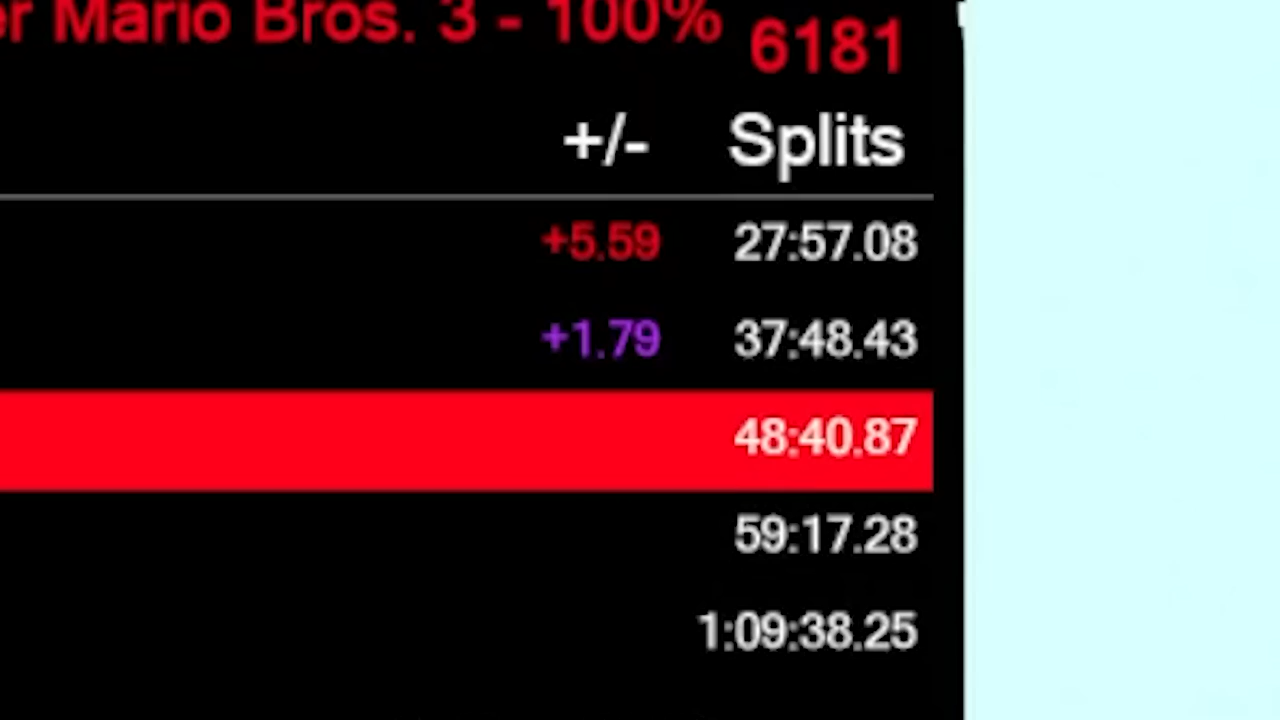 er Mario Bros. 3 - 100% 6181
+/- Splits
+5.59 27:57.08
+1.79 37:48.43
48:40.87
59:17.28
1:09:38.25